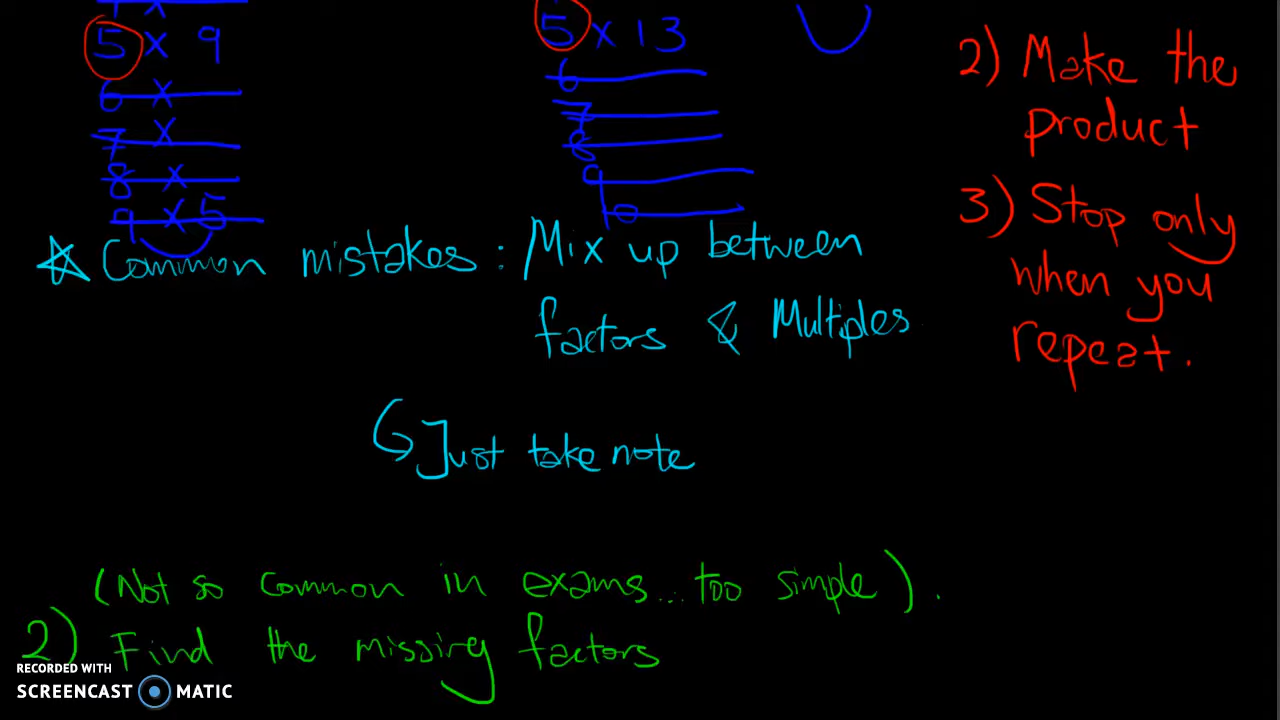 5 x 9
6 x
7 x
8 x
9 x 5
5 x 13
6
7
8
9
10
2) Make the
product
3) Stop only
when you
repeat.
☆ Common mistakes : Mix up between
factors & Multiples
Just take note
(Not so common in exams... too simple).
2) Find the missing factors
RECORDED WITH
SCREENCAST MATIC